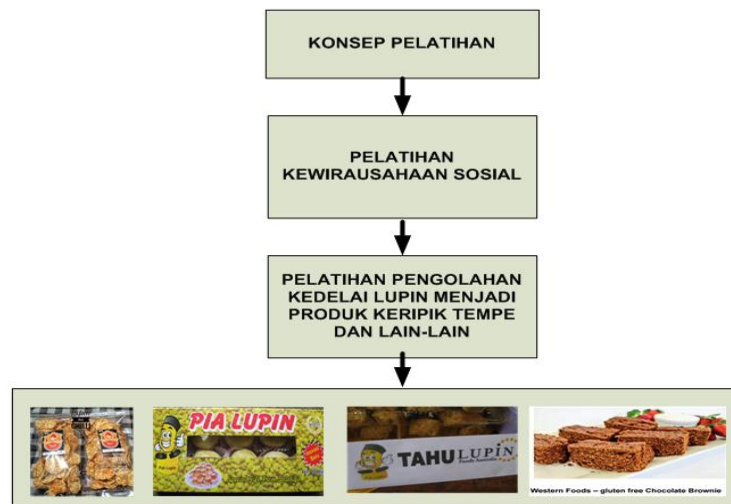 KONSEP PELATIHAN
PELATIHAN
KEWIRAUSAHAAN SOSIAL
PELATIHAN PENGOLAHAN
KEDELAI LUPIN MENJADI
PRODUK KERIPIK TEMPE
DAN LAIN-LAIN
PIA LUPIN
TAHU LUPIN
Western Foods – gluten free Chocolate Brownie